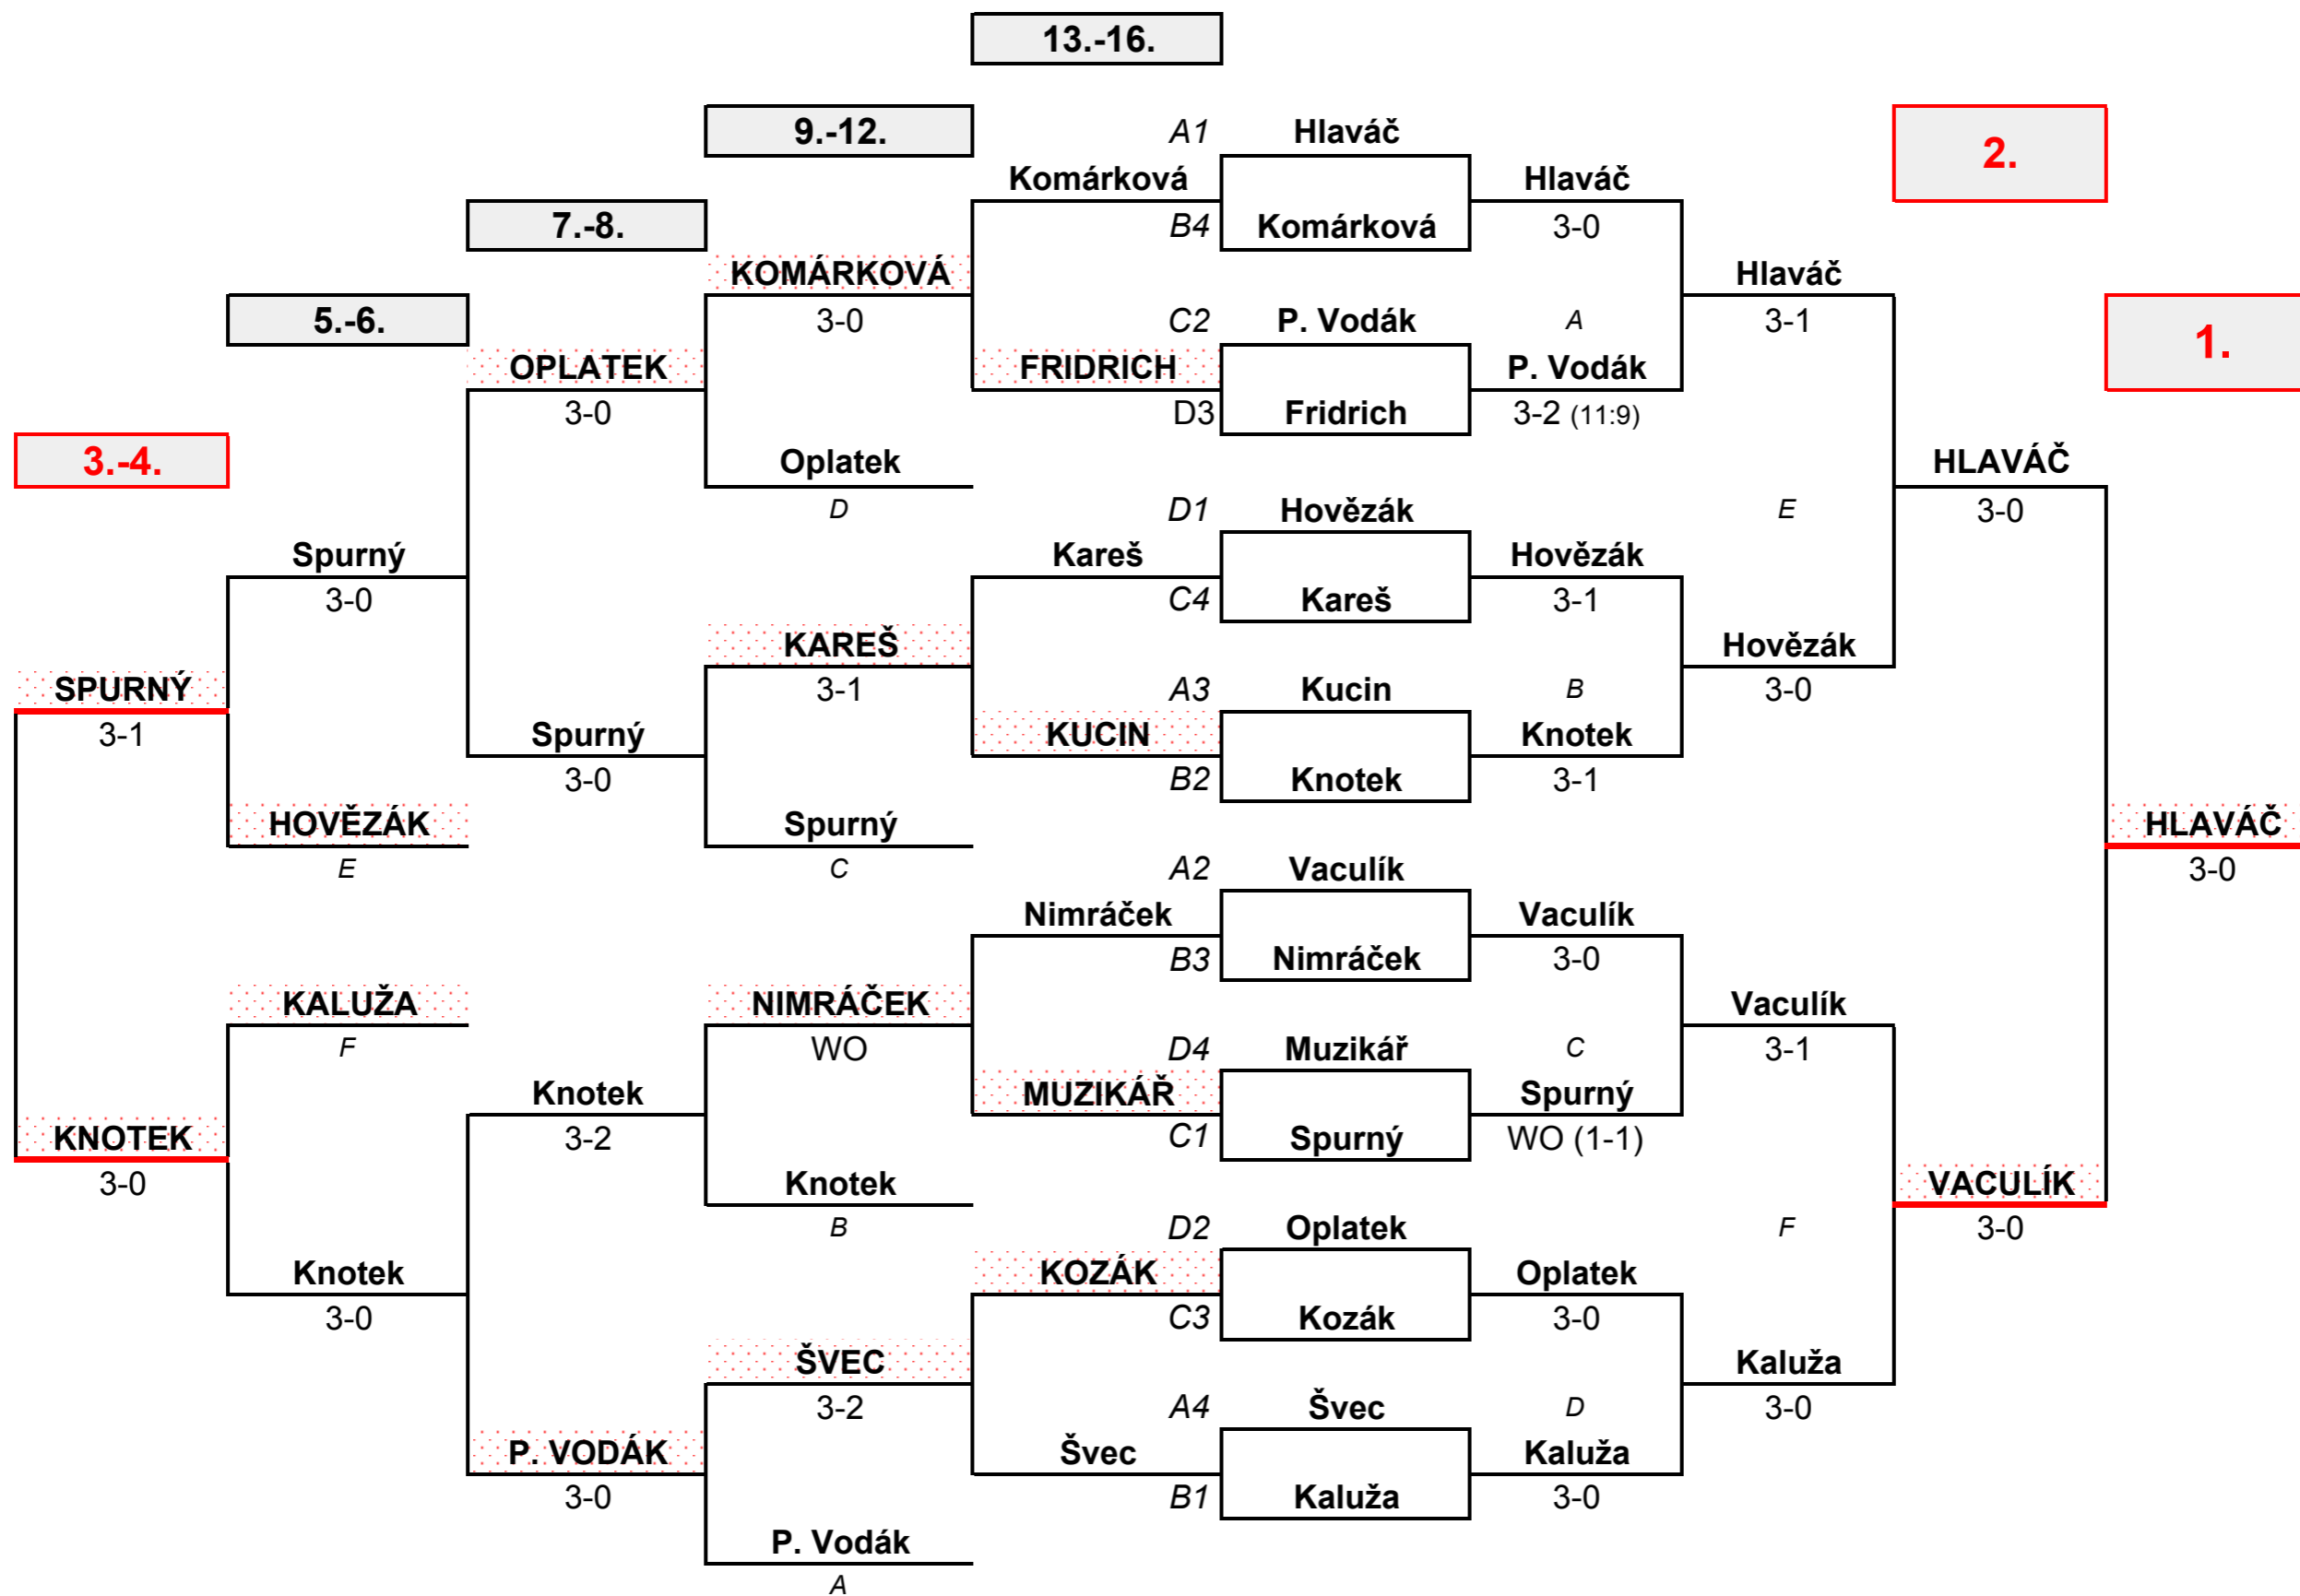 13.-16.
9.-12. A1 Hlaváč 2.
Komárková Hlaváč
7.-8. B4 Komárková 3-0
KOMÁRKOVÁ Hlaváč
5.-6. 3-0 C2 P. Vodák A 3-1 1.
OPLATEK FRIDRICH P. Vodák
3-0 D3 Fridrich 3-2 (11:9)
3.-4. Oplatek HLAVÁČ
D D1 Hovězák E 3-0
Spurný Kareš Hovězák
3-0 C4 Kareš 3-1
KAREŠ Hovězák
SPURNÝ 3-1 A3 Kucin B 3-0
3-1 Spurný KUCIN Knotek
3-0 B2 Knotek 3-1
HOVĚZÁK Spurný HLAVÁČ
E C A2 Vaculík 3-0
Nimráček Vaculík
B3 Nimráček 3-0
KALUŽA NIMRÁČEK Vaculík
F WO D4 Muzikář C 3-1
Knotek MUZIKÁŘ Spurný
KNOTEK 3-2 C1 Spurný WO (1-1)
3-0 Knotek VACULÍK
B D2 Oplatek F 3-0
Knotek KOZÁK Oplatek
3-0 C3 Kozák 3-0
ŠVEC Kaluža
3-2 A4 Švec D 3-0
P. VODÁK Švec Kaluža
3-0 B1 Kaluža 3-0
P. Vodák
A